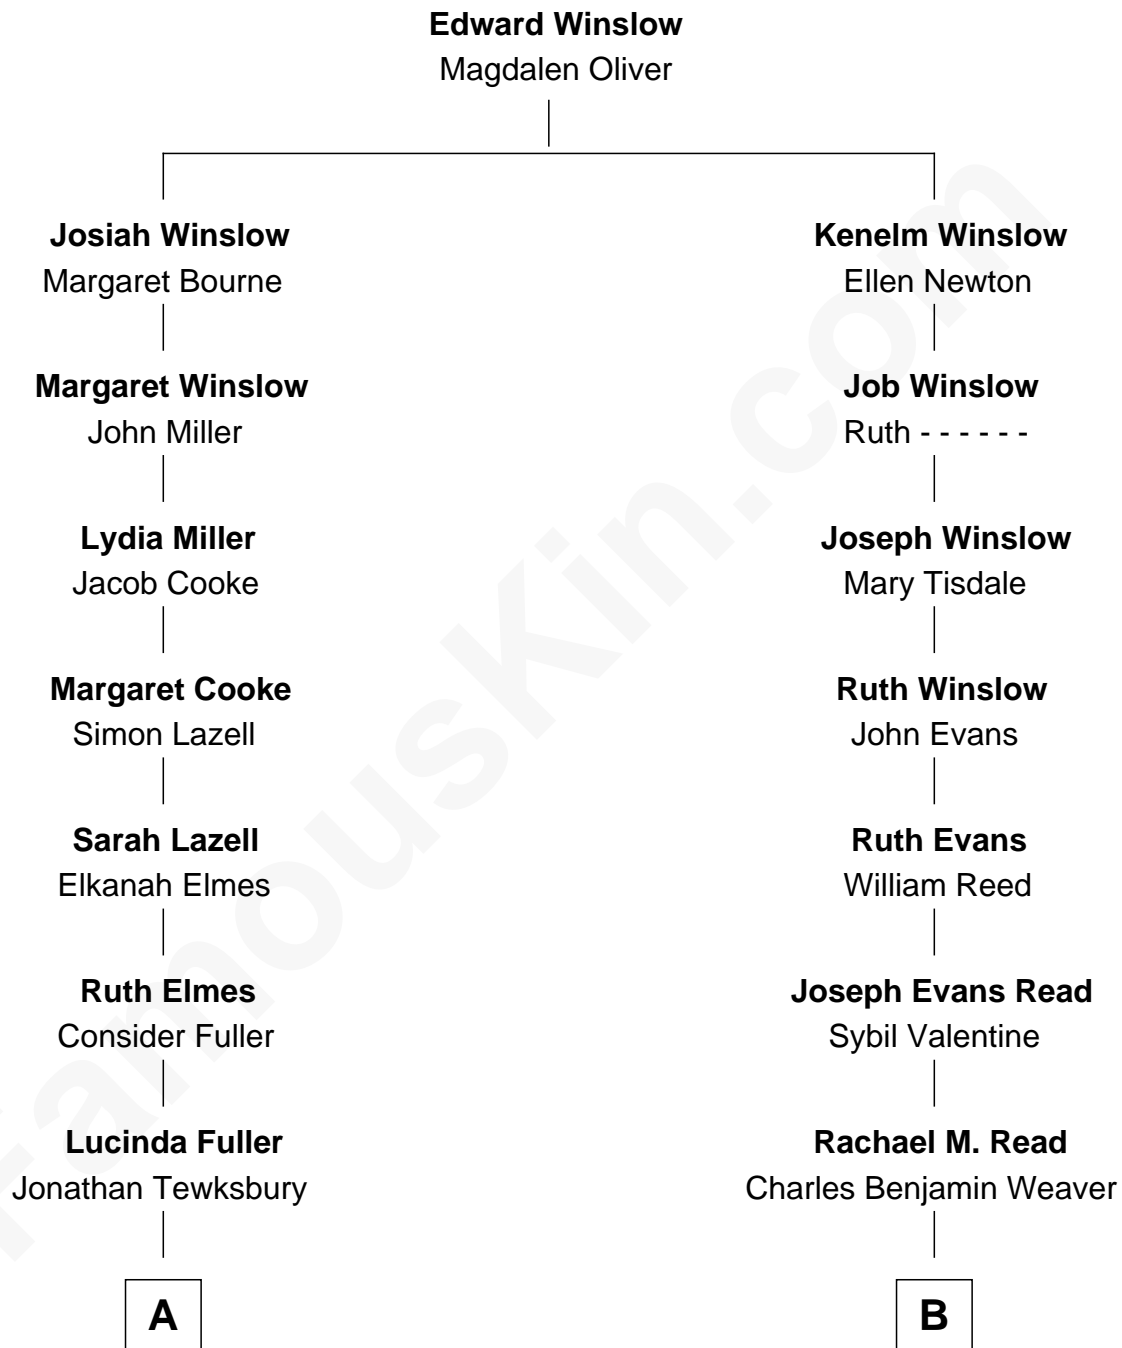 Edward Winslow
Magdalen Oliver
Josiah Winslow
Margaret Bourne
Kenelm Winslow
Ellen Newton
Margaret Winslow
John Miller
Job Winslow
Ruth - - - - - -
Lydia Miller
Jacob Cooke
Joseph Winslow
Mary Tisdale
Margaret Cooke
Simon Lazell
Ruth Winslow
John Evans
Sarah Lazell
Elkanah Elmes
Ruth Evans
William Reed
Ruth Elmes
Consider Fuller
Joseph Evans Read
Sybil Valentine
Lucinda Fuller
Jonathan Tewksbury
Rachael M. Read
Charles Benjamin Weaver
A
B
FamousKin.com